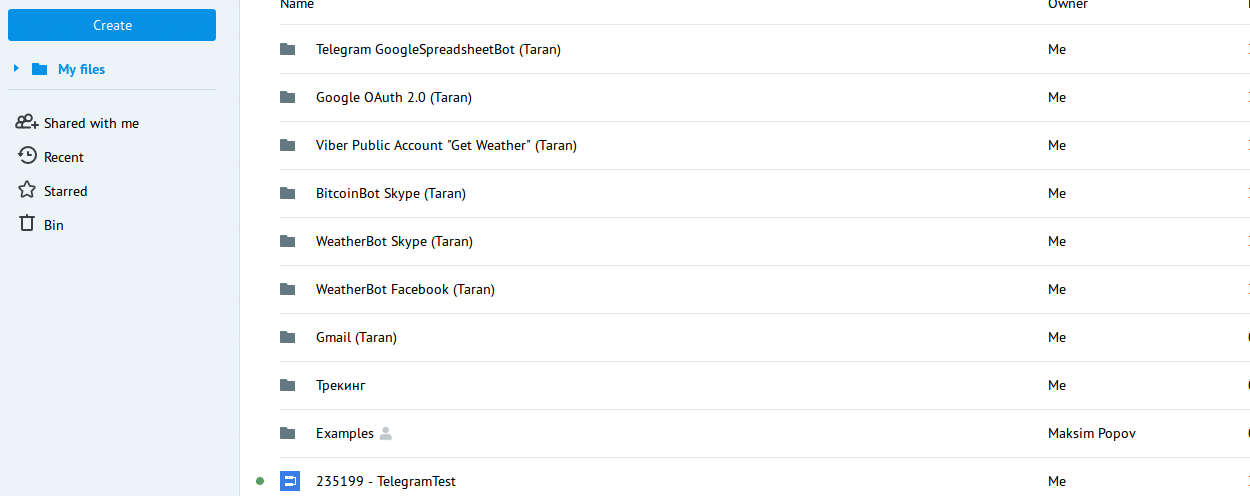 Name Owner
Create
Telegram GoogleSpreadsheetBot (Taran) Me
My files
Google OAuth 2.0 (Taran) Me
Shared with me
Viber Public Account "Get Weather" (Taran) Me
Recent
Starred
BitcoinBot Skype (Taran) Me
Bin
WeatherBot Skype (Taran) Me
WeatherBot Facebook (Taran) Me
Gmail (Taran) Me
Трекинг Me
Examples Maksim Popov
235199 - TelegramTest Me